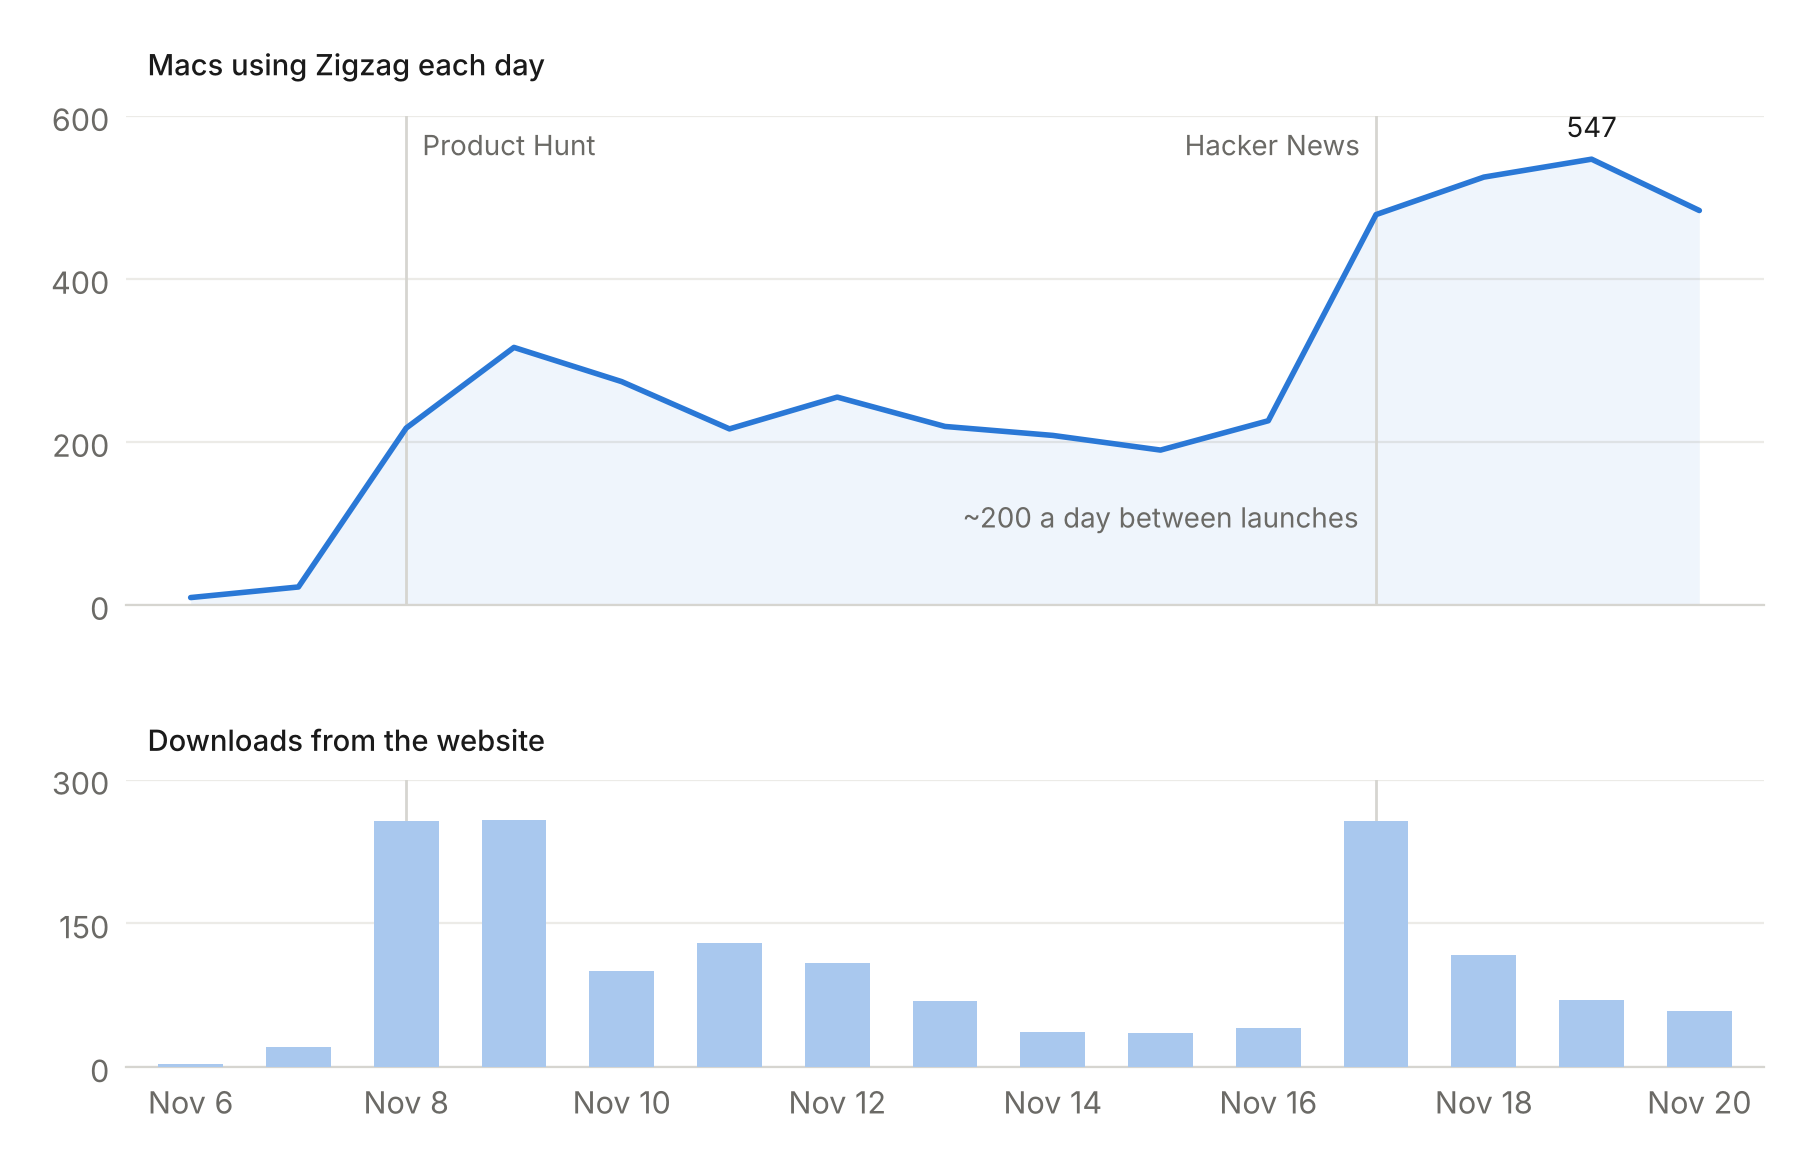 Macs using Zigzag each day
600
547
Product Hunt
Hacker News
400
200
~200 a day between launches
0
Downloads from the website
300
150
0
Nov 6 Nov 8 Nov 10 Nov 12 Nov 14 Nov 16 Nov 18 Nov 20